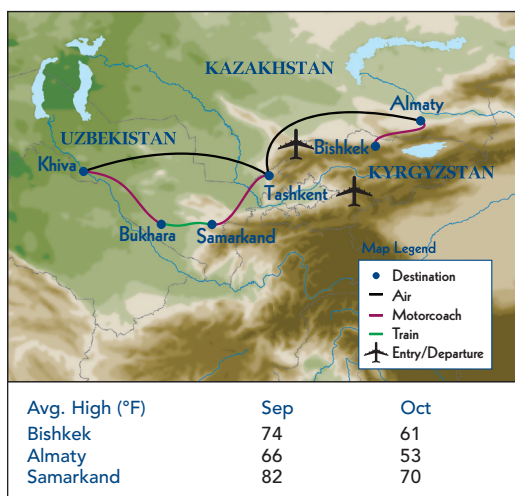 KAZAKHSTAN
Almaty
UZBEKISTAN
Bishkek
Khiva
KYRGYZSTAN
Tashkent
Bukhara
Samarkand
Map Legend
Destination
Air
Motorcoach
Train
Entry/Departure
Avg. High (°F) Sep Oct
Bishkek 74 61
Almaty 66 53
Samarkand 82 70